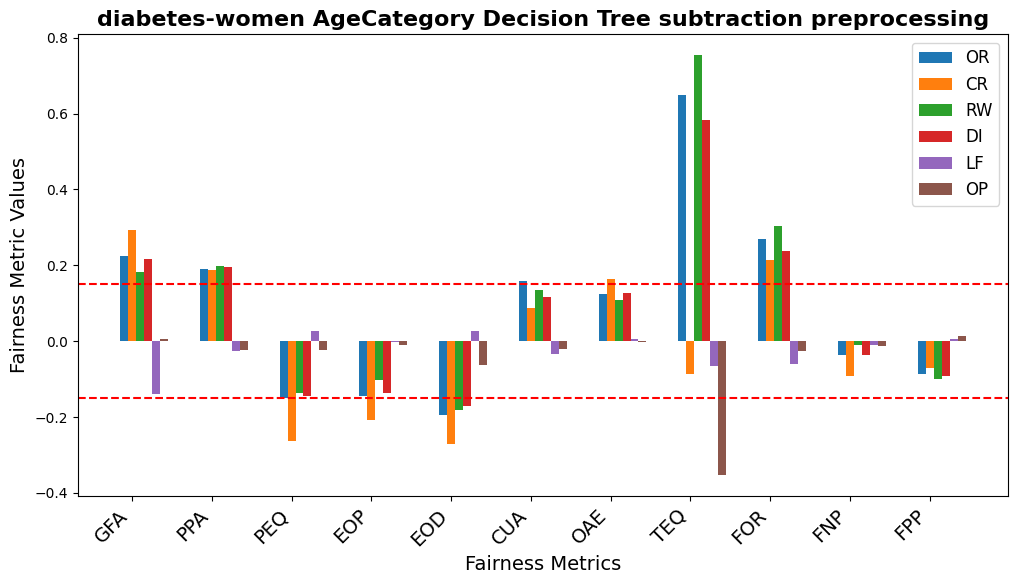 diabetes-women AgeCategory Decision Tree subtraction preprocessing
0.8
0.6
0.4
0.2
0.0
−0.2
−0.4
Fairness Metric Values
OR
CR
RW
DI
LF
OP
GFA
PPA
PEQ
EOP
EOD
CUA
OAE
TEQ
FOR
FNP
FPP
Fairness Metrics